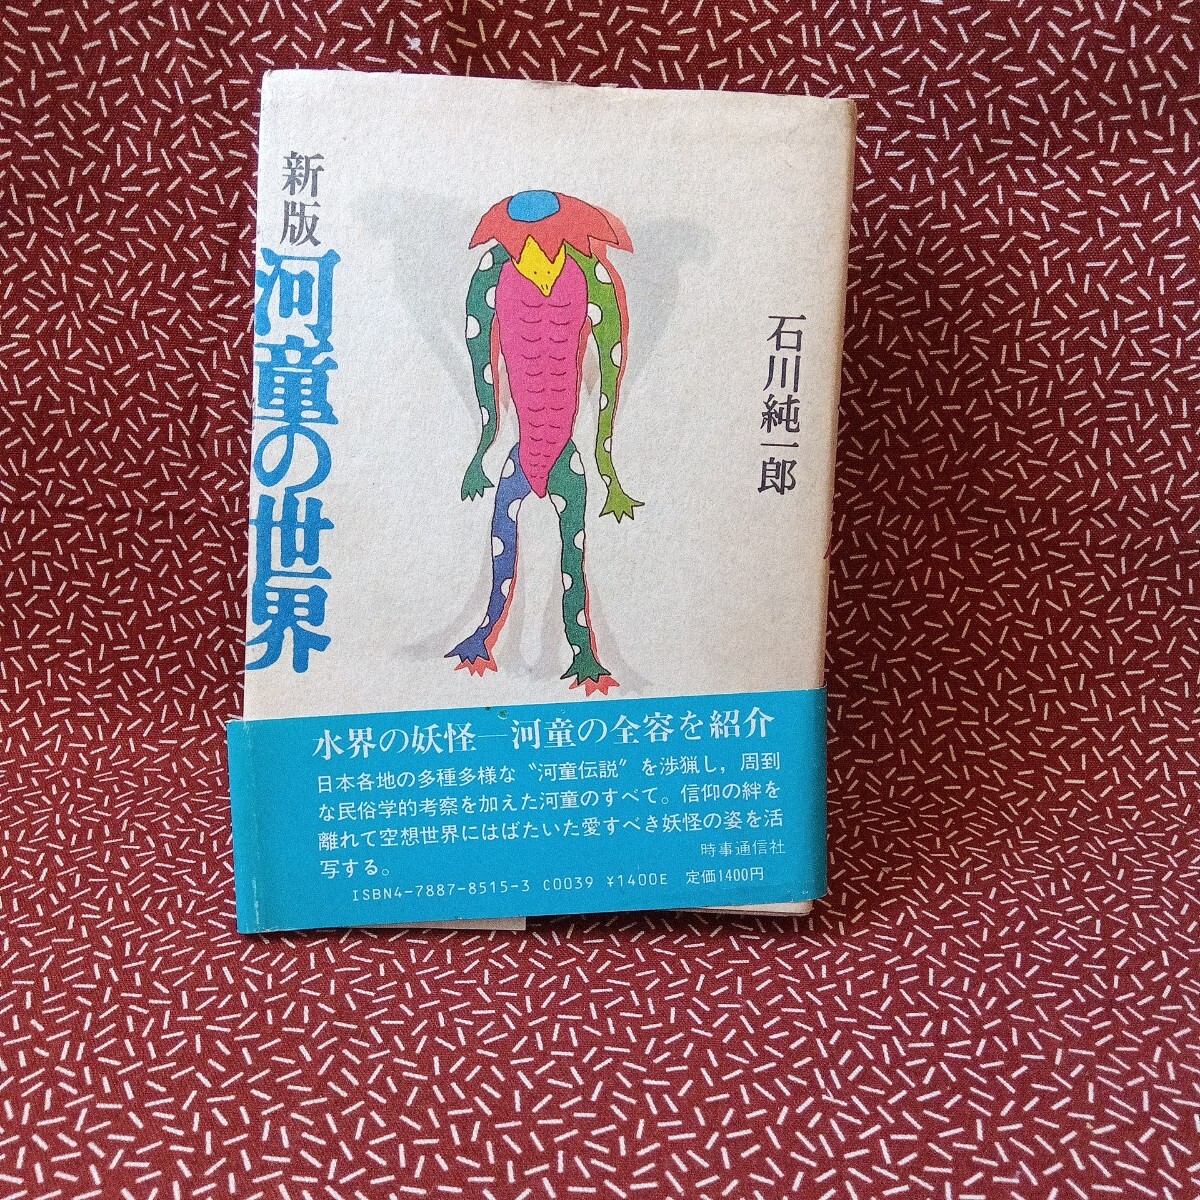 新版
河童の世界
石川純一郎
水界の妖怪―河童の全容を紹介
日本各地の多種多様な〝河童伝説〟を渉猟し，周到
な民俗学的考察を加えた河童のすべて。信仰の絆を
離れて空想世界にはばたいた愛すべき妖怪の姿を活
写する。
時事通信社
ISBN4-7887-8515-3 C0039 ¥1400E 定価1400円